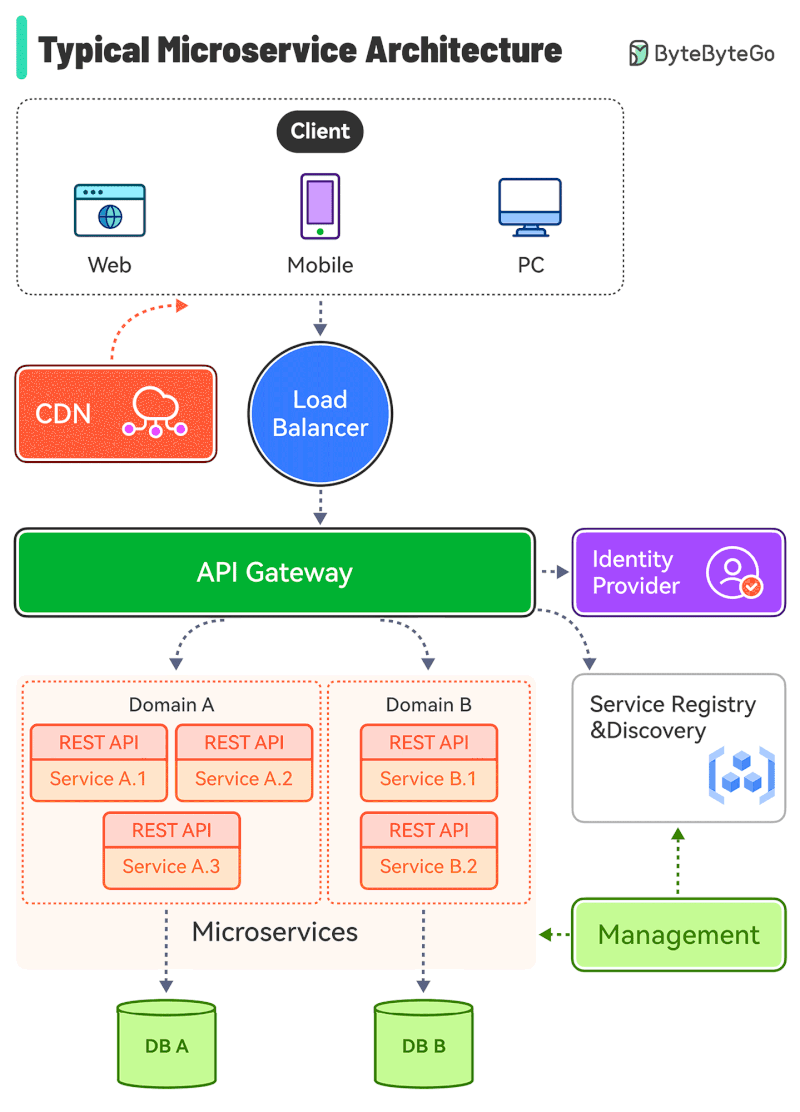 Typical Microservice Architecture
ByteByteGo
Client
Web
Mobile
PC
CDN
Load
Balancer
API Gateway
Identity
Provider
Domain A
REST API
Service A.1
REST API
Service A.2
REST API
Service A.3
Domain B
REST API
Service B.1
REST API
Service B.2
Service Registry
&Discovery
Microservices
Management
DB A
DB B